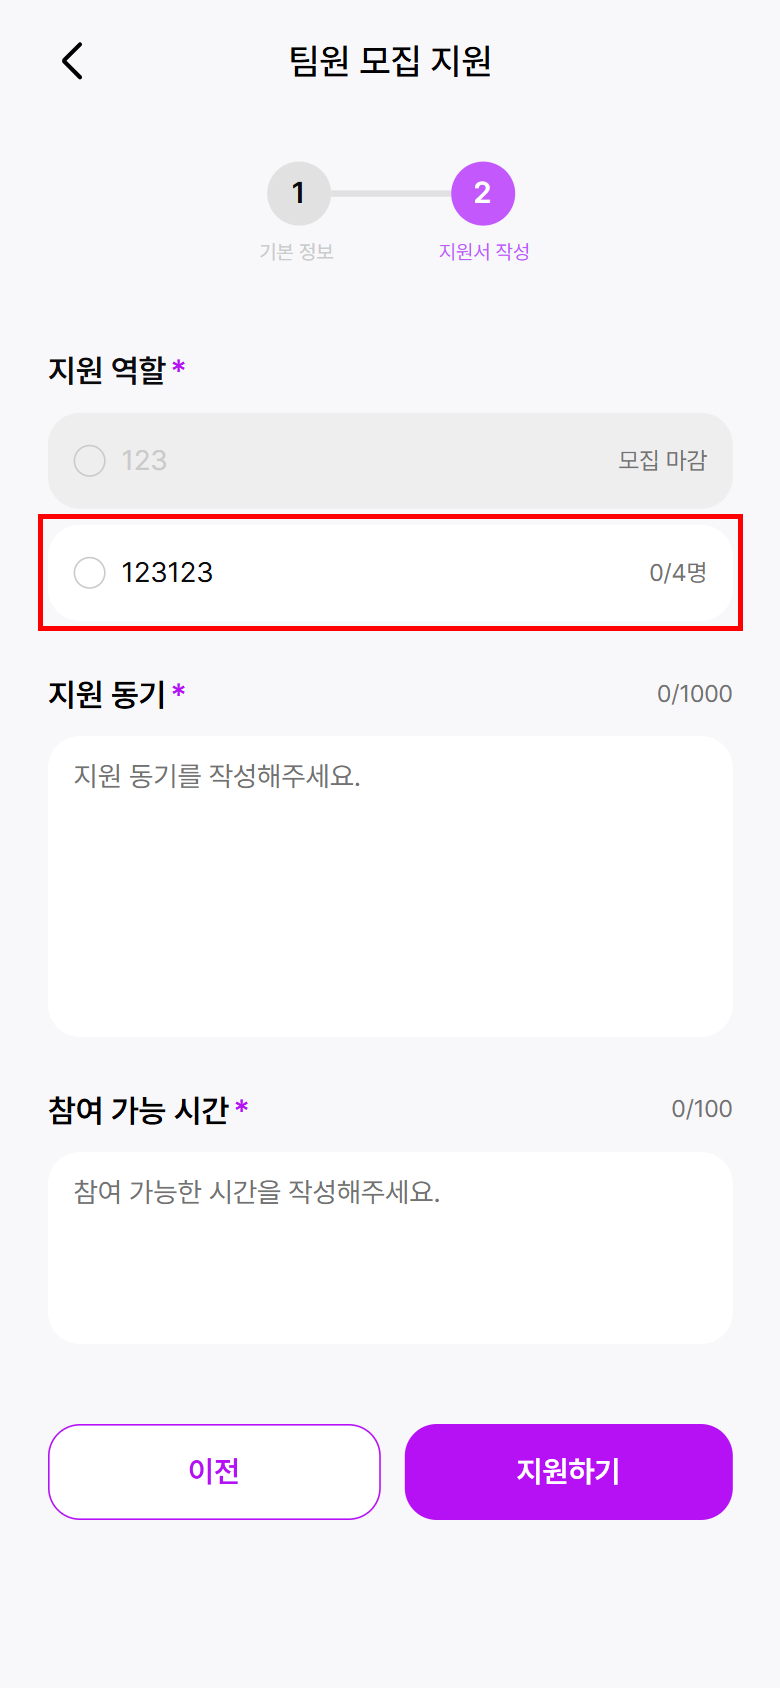 팀원 모집 지원
1
2
기본 정보
지원서 작성
지원 역할 *
123
모집 마감
123123
0/4명
지원 동기 *
0/1000
지원 동기를 작성해주세요.
참여 가능 시간 *
0/100
참여 가능한 시간을 작성해주세요.
이전
지원하기